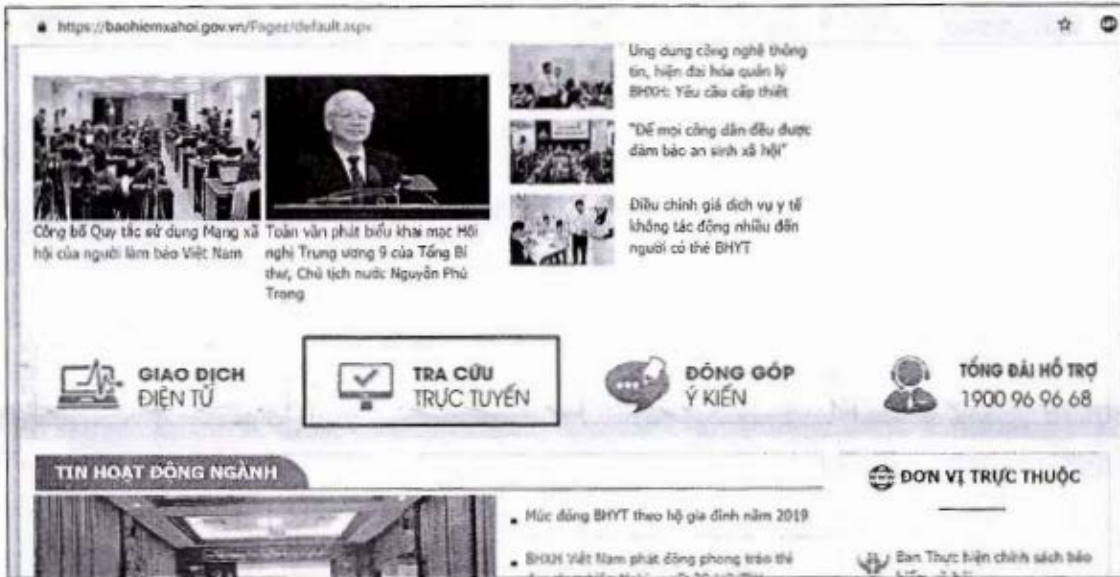 https://baohiemxahoi.gov.vn/Pages/default.aspx
Ứng dụng công nghệ thông
tin, hiện đại hóa quản lý
BHXH: Yêu cầu cấp thiết
"Để mọi công dân đều được
đảm bảo an sinh xã hội"
Điều chỉnh giá dịch vụ y tế
không tác động nhiều đến
người có thẻ BHYT
Công bố Quy tắc sử dụng Mạng xã
hội của người làm báo Việt Nam
Toàn văn phát biểu khai mạc Hội
nghị Trung ương 9 của Tổng Bí
thư, Chủ tịch nước Nguyễn Phú
Trọng
GIAO DỊCH
ĐIỆN TỬ
TRA CỨU
TRỰC TUYẾN
ĐÓNG GÓP
Ý KIẾN
TỔNG ĐÀI HỖ TRỢ
1900 96 96 68
TIN HOẠT ĐỘNG NGÀNH
ĐƠN VỊ TRỰC THUỘC
Mức đóng BHYT theo hộ gia đình năm 2019
BHXH Việt Nam phát động phong trào thi
Ban Thực hiện chính sách bảo